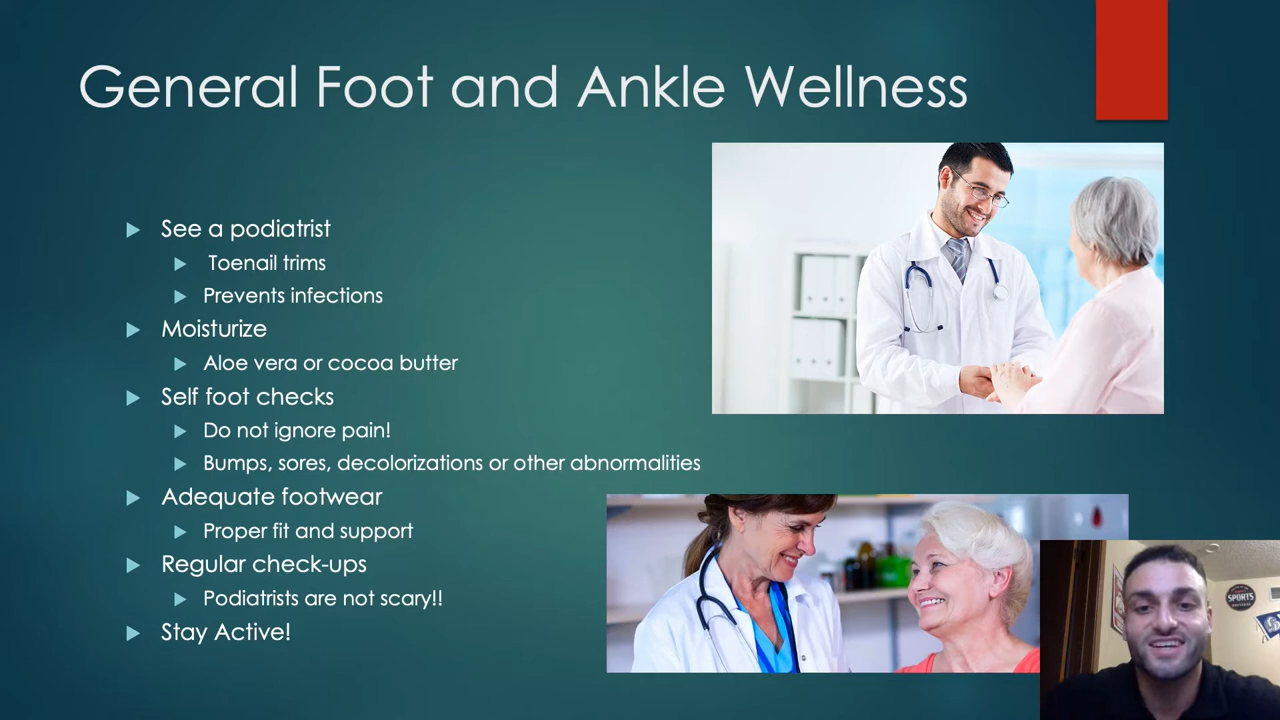 General Foot and Ankle Wellness
See a podiatrist
Toenail trims
Prevents infections
Moisturize
Aloe vera or cocoa butter
Self foot checks
Do not ignore pain!
Bumps, sores, decolorizations or other abnormalities
Adequate footwear
Proper fit and support
Regular check-ups
Podiatrists are not scary!!
Stay Active!
SPORTS